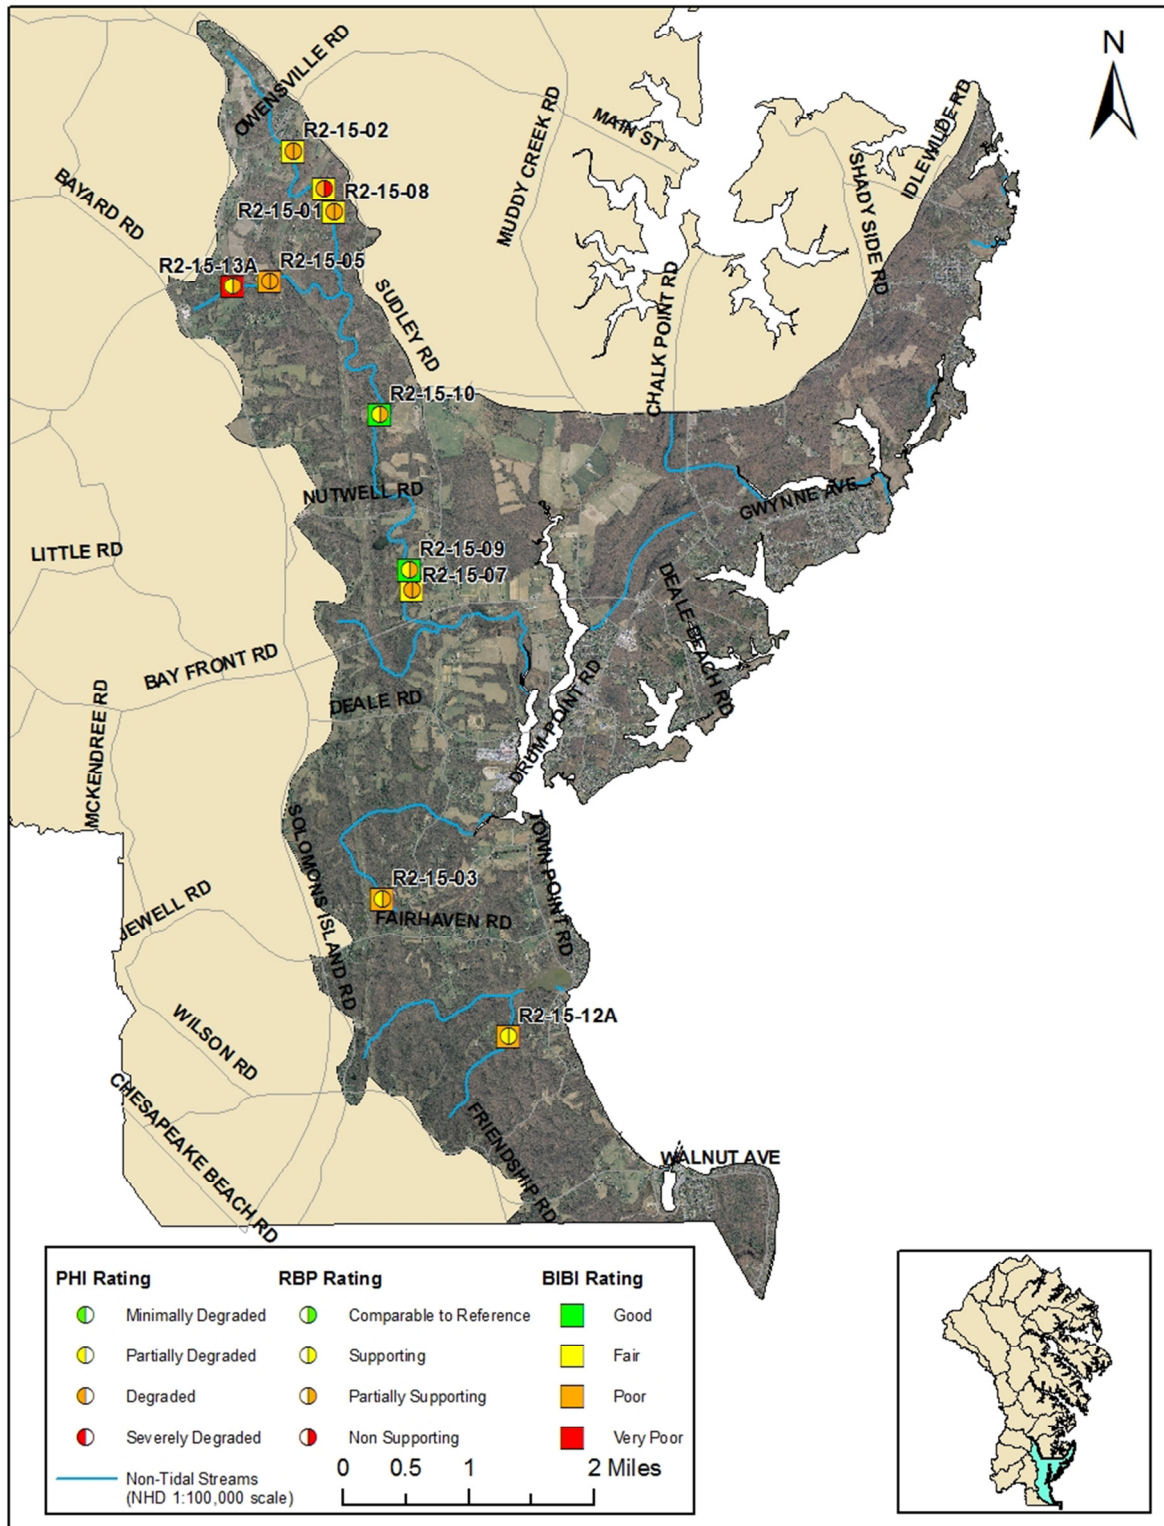 N
OWENSVILLE RD
R2-15-02
MUDDY CREEK RD
MAIN ST
IDLEWILDE RD
SHADY SIDE RD
BAYARD RD
R2-15-08
R2-15-01
R2-15-13A
R2-15-05
SUDLEY RD
CHALK POINT RD
R2-15-10
NUTWELL RD
GWYNNE AVE
LITTLE RD
R2-15-09
R2-15-07
DEALE-BEACH RD
BAY FRONT RD
MCKENDREE RD
DEALE RD
DRUM POINT RD
SOLOMONS ISLAND RD
TOWN POINT RD
R2-15-03
FAIRHAVEN RD
JEWELL RD
WILSON RD
R2-15-12A
CHESAPEAKE BEACH RD
FRIENDSHIP RD
WALNUT AVE
PHI Rating RBP Rating BIBI Rating
Minimally Degraded Comparable to Reference Good
Partially Degraded Supporting Fair
Degraded Partially Supporting Poor
Severely Degraded Non Supporting Very Poor
Non-Tidal Streams
(NHD 1:100,000 scale)
0 0.5 1 2 Miles